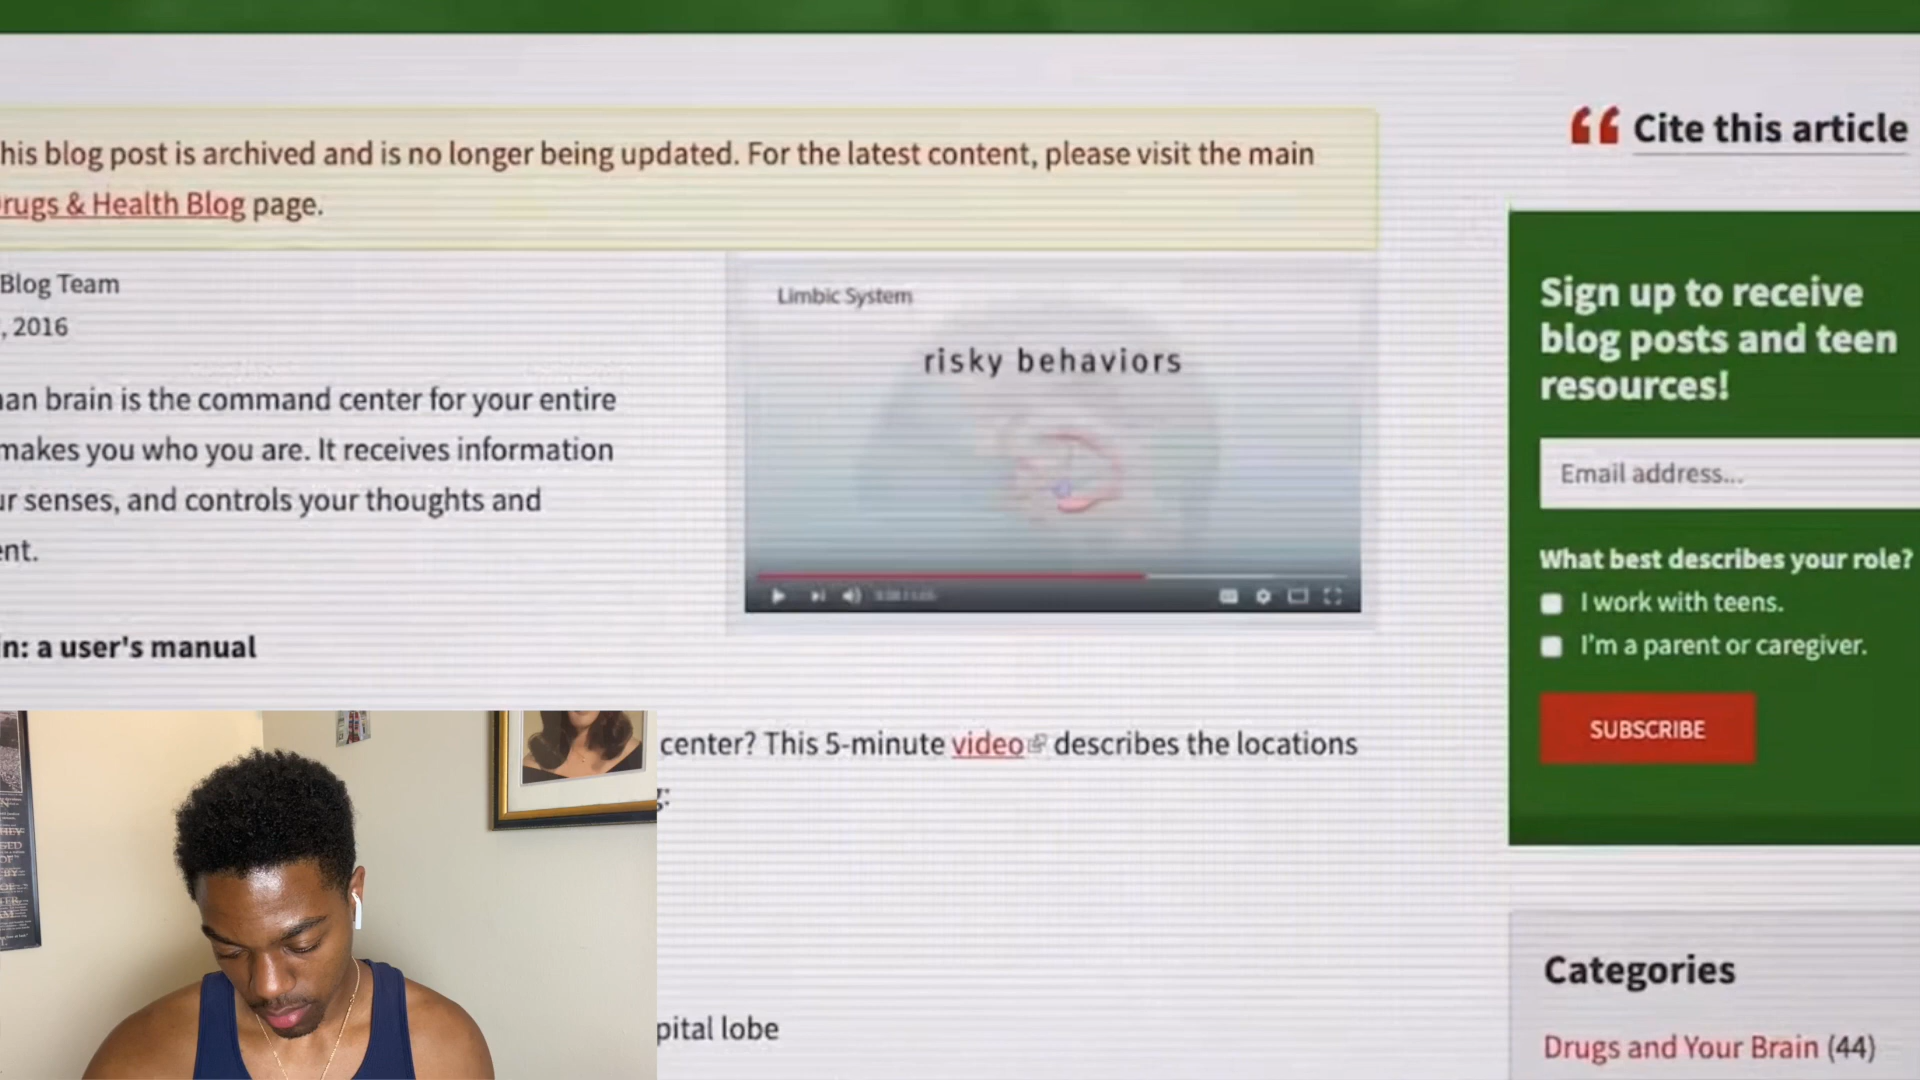 his blog post is archived and is no longer being updated. For the latest content, please visit the main
rugs & Health Blog page.
Cite this article
Blog Team
, 2016
Limbic System
risky behaviors
an brain is the command center for your entire
makes you who you are. It receives information
r senses, and controls your thoughts and
nt.
Sign up to receive
blog posts and teen
resources!
Email address...
What best describes your role?
I work with teens.
I'm a parent or caregiver.
SUBSCRIBE
n: a user's manual
center? This 5-minute video describes the locations
Categories
pital lobe
Drugs and Your Brain (44)